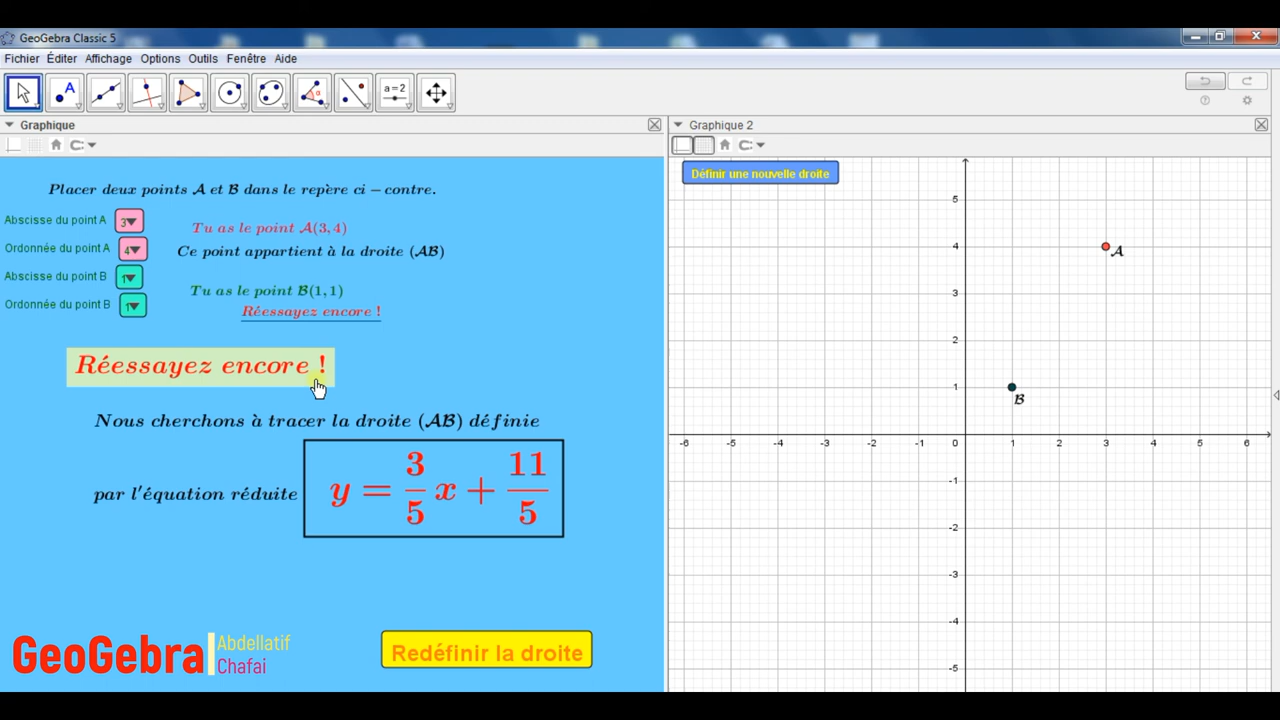 GeoGebra Classic 5
Fichier Éditer Affichage Options Outils Fenêtre Aide
A
α
a=2
Graphique
Graphique 2
Placer deux points A et B dans le repère ci – contre.
Abscisse du point A 3
Tu as le point A(3,4)
Ordonnée du point A 4
Ce point appartient à la droite (AB)
Abscisse du point B 1
Tu as le point B(1,1)
Ordonnée du point B 1
Réessayez encore !
Réessayez encore !
Nous cherchons à tracer la droite (AB) définie
par l'équation réduite y = 3/5 x + 11/5
GeoGebra
Abdellatif
Chafai
Redéfinir la droite
Définir une nouvelle droite
5
4
A
3
2
1
B
-6 -5 -4 -3 -2 -1 0 1 2 3 4 5 6
-1
-2
-3
-4
-5